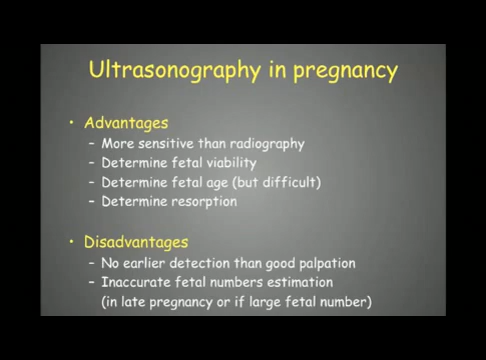 Ultrasonography in pregnancy
• Advantages
– More sensitive than radiography
– Determine fetal viability
– Determine fetal age (but difficult)
– Determine resorption
• Disadvantages
– No earlier detection than good palpation
– Inaccurate fetal numbers estimation
(in late pregnancy or if large fetal number)